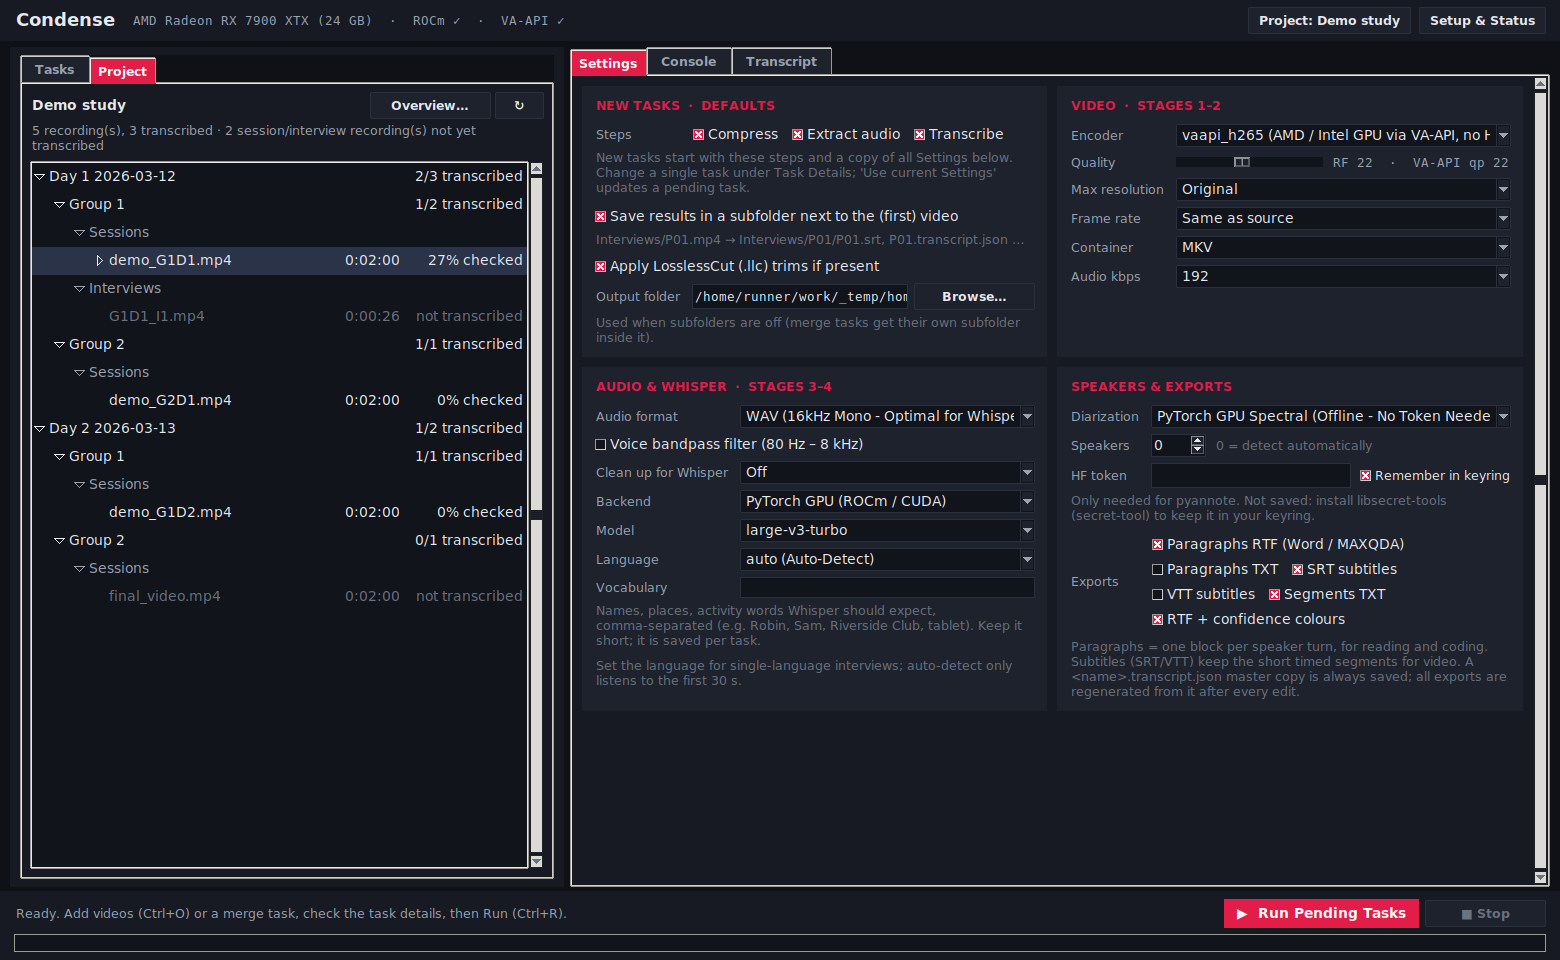 Condense AMD Radeon RX 7900 XTX (24 GB) · ROCm ✓ · VA-API ✓
Project: Demo study Setup & Status
Tasks Project
Demo study Overview... ↻
5 recording(s), 3 transcribed · 2 session/interview recording(s) not yet
transcribed
Day 1 2026-03-12 2/3 transcribed
Group 1 1/2 transcribed
Sessions
demo_G1D1.mp4 0:02:00 27% checked
Interviews
G1D1_I1.mp4 0:00:26 not transcribed
Group 2 1/1 transcribed
Sessions
demo_G2D1.mp4 0:02:00 0% checked
Day 2 2026-03-13 1/2 transcribed
Group 1 1/1 transcribed
Sessions
demo_G1D2.mp4 0:02:00 0% checked
Group 2 0/1 transcribed
Sessions
final_video.mp4 0:02:00 not transcribed
Settings Console Transcript
NEW TASKS · DEFAULTS
Steps Compress Extract audio Transcribe
New tasks start with these steps and a copy of all Settings below.
Change a single task under Task Details; 'Use current Settings'
updates a pending task.
Save results in a subfolder next to the (first) video
Interviews/P01.mp4 → Interviews/P01/P01.srt, P01.transcript.json ...
Apply LosslessCut (.llc) trims if present
Output folder /home/runner/work/_temp/hom Browse...
Used when subfolders are off (merge tasks get their own subfolder
inside it).
VIDEO · STAGES 1–2
Encoder vaapi_h265 (AMD / Intel GPU via VA-API, no H
Quality RF 22 · VA-API qp 22
Max resolution Original
Frame rate Same as source
Container MKV
Audio kbps 192
AUDIO & WHISPER · STAGES 3–4
Audio format WAV (16kHz Mono - Optimal for Whispe
Voice bandpass filter (80 Hz – 8 kHz)
Clean up for Whisper Off
Backend PyTorch GPU (ROCm / CUDA)
Model large-v3-turbo
Language auto (Auto-Detect)
Vocabulary
Names, places, activity words Whisper should expect,
comma-separated (e.g. Robin, Sam, Riverside Club, tablet). Keep it
short; it is saved per task.
Set the language for single-language interviews; auto-detect only
listens to the first 30 s.
SPEAKERS & EXPORTS
Diarization PyTorch GPU Spectral (Offline - No Token Neede
Speakers 0 0 = detect automatically
HF token Remember in keyring
Only needed for pyannote. Not saved: install libsecret-tools
(secret-tool) to keep it in your keyring.
Paragraphs RTF (Word / MAXQDA)
Paragraphs TXT SRT subtitles
Exports
VTT subtitles Segments TXT
RTF + confidence colours
Paragraphs = one block per speaker turn, for reading and coding.
Subtitles (SRT/VTT) keep the short timed segments for video. A
<name>.transcript.json master copy is always saved; all exports are
regenerated from it after every edit.
Ready. Add videos (Ctrl+O) or a merge task, check the task details, then Run (Ctrl+R).
▶ Run Pending Tasks ■ Stop